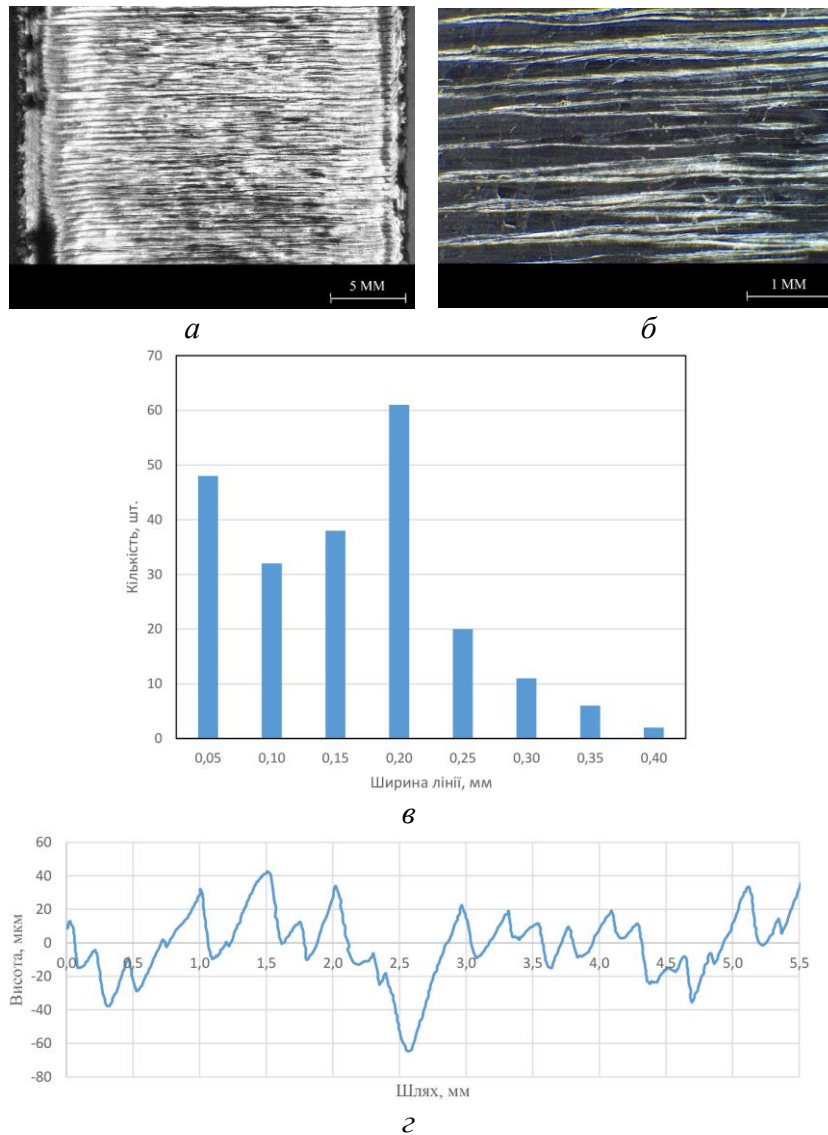 5 ММ
1 ММ
а
б
70
60
50
40
30
20
10
0
Кількість, шт.
0,05 0,10 0,15 0,20 0,25 0,30 0,35 0,40
Ширина лінії, мм
в
60
40
20
0
-20
-40
-60
-80
Висота, мкм
0,0 0,5 1,0 1,5 2,0 2,5 3,0 3,5 4,0 4,5 5,0 5,5
Шлях, мм
г